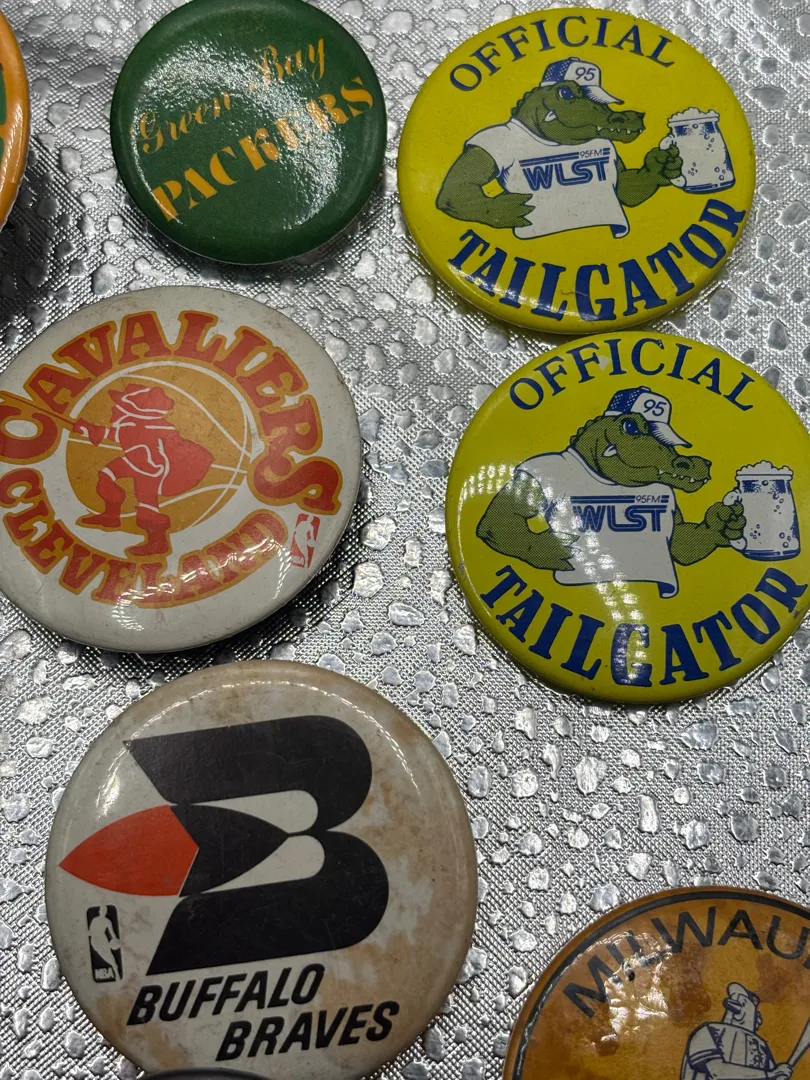 Green Bay
PACKERS
OFFICIAL
95
95FM
WLST
TAILGATOR
CAVALIERS
CLEVELAND
OFFICIAL
95
95FM
WLST
TAILGATOR
NBA
BUFFALO
BRAVES